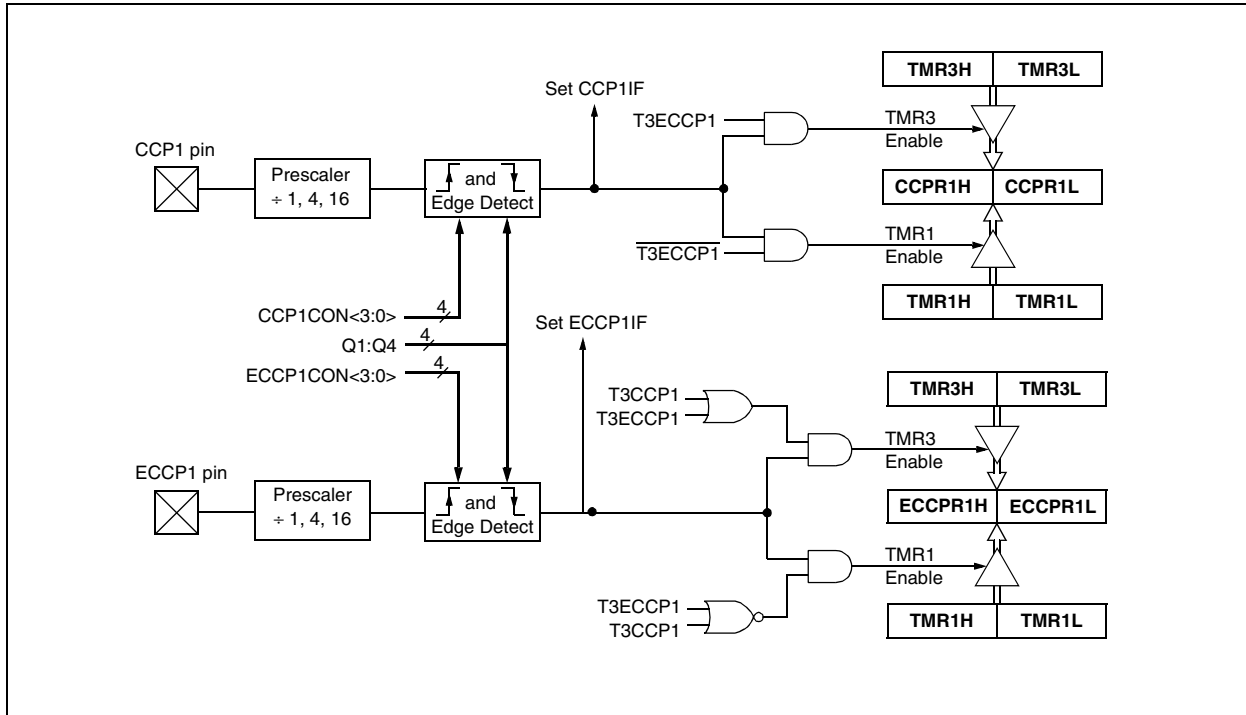 TMR3H TMR3L
Set CCP1IF
T3ECCP1
TMR3
Enable
CCP1 pin
Prescaler
÷ 1, 4, 16
and
Edge Detect
CCPR1H CCPR1L
T3ECCP1
TMR1
Enable
TMR1H TMR1L
CCP1CON<3:0> 4
Q1:Q4 4
ECCP1CON<3:0> 4
Set ECCP1IF
T3CCP1
T3ECCP1
TMR3H TMR3L
TMR3
Enable
ECCP1 pin
Prescaler
÷ 1, 4, 16
and
Edge Detect
ECCPR1H ECCPR1L
TMR1
Enable
T3ECCP1
T3CCP1
TMR1H TMR1L